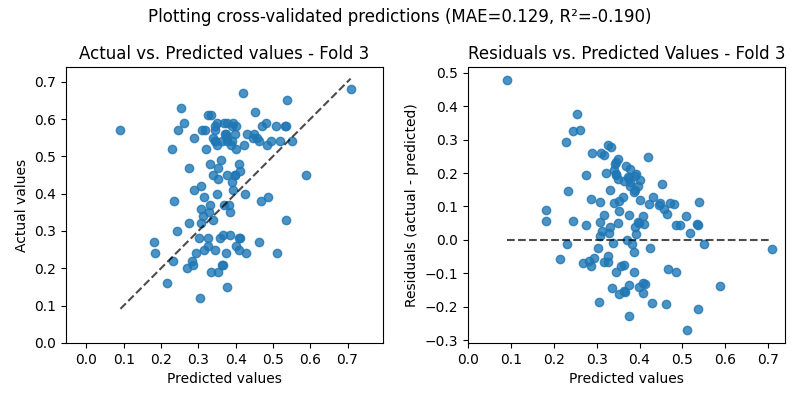 Plotting cross-validated predictions (MAE=0.129, R²=-0.190)
Actual vs. Predicted values - Fold 3
Actual values
0.7
0.6
0.5
0.4
0.3
0.2
0.1
0.0
0.0 0.1 0.2 0.3 0.4 0.5 0.6 0.7
Predicted values
Residuals vs. Predicted Values - Fold 3
Residuals (actual - predicted)
0.5
0.4
0.3
0.2
0.1
0.0
−0.1
−0.2
−0.3
0.0 0.1 0.2 0.3 0.4 0.5 0.6 0.7
Predicted values